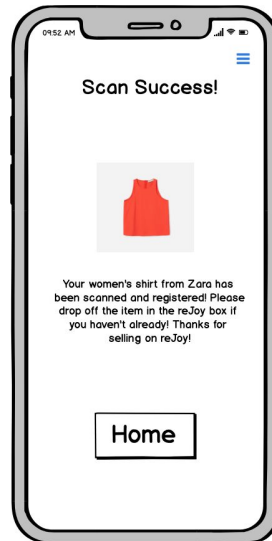 09:52 AM
Scan Success!
Your women's shirt from Zara has
been scanned and registered! Please
drop off the item in the reJoy box if
you haven't already! Thanks for
selling on reJoy!
Home